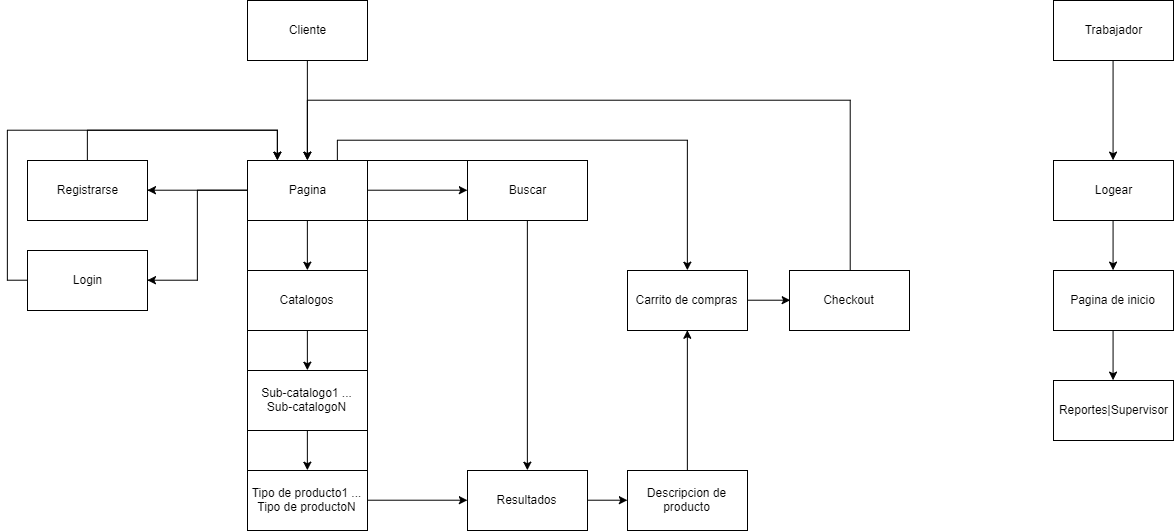 Cliente
Trabajador
Registrarse
Pagina
Buscar
Logear
Login
Catalogos
Carrito de compras
Checkout
Pagina de inicio
Sub-catalogo1 ...
Sub-catalogoN
Reportes|Supervisor
Tipo de producto1 ...
Tipo de productoN
Resultados
Descripcion de
producto